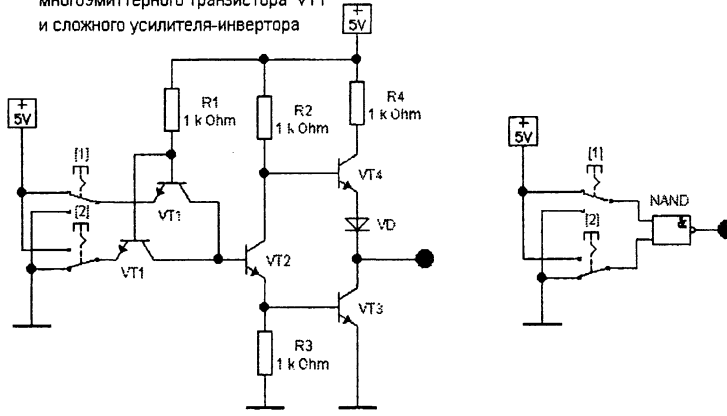 многоэмиттерного транзистора VT1
и сложного усилителя-инвертора
+
5V
R1
1 k Ohm
R2
1 k Ohm
R4
1 k Ohm
+
5V
[1]
[2]
VT1
VT1
VT2
VT4
VD
VT3
R3
1 k Ohm
+
5V
[1]
[2]
NAND